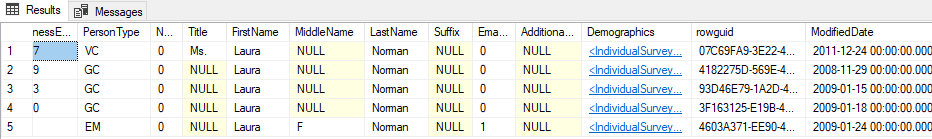 Results Messages
nessE... PersonType N... Title FirstName MiddleName LastName Suffix Ema... Additiona... Demographics rowguid ModifiedDate
1 7 VC 0 Ms. Laura NULL Norman NULL 0 NULL <IndividualSurvey... 07C69FA9-3E22-4... 2011-12-24 00:00:00.000
2 9 GC 0 NULL Laura NULL Norman NULL 0 NULL <IndividualSurvey... 4182275D-569E-4... 2008-11-29 00:00:00.000
3 3 GC 0 NULL Laura NULL Norman NULL 0 NULL <IndividualSurvey... 93D46E79-1A2D-4... 2009-01-15 00:00:00.000
4 0 GC 0 NULL Laura NULL Norman NULL 0 NULL <IndividualSurvey... 3F163125-E19B-4... 2009-01-18 00:00:00.000
5 EM 0 NULL Laura F Norman NULL 1 NULL <IndividualSurvey... 4603A371-EE90-4... 2009-01-24 00:00:00.000